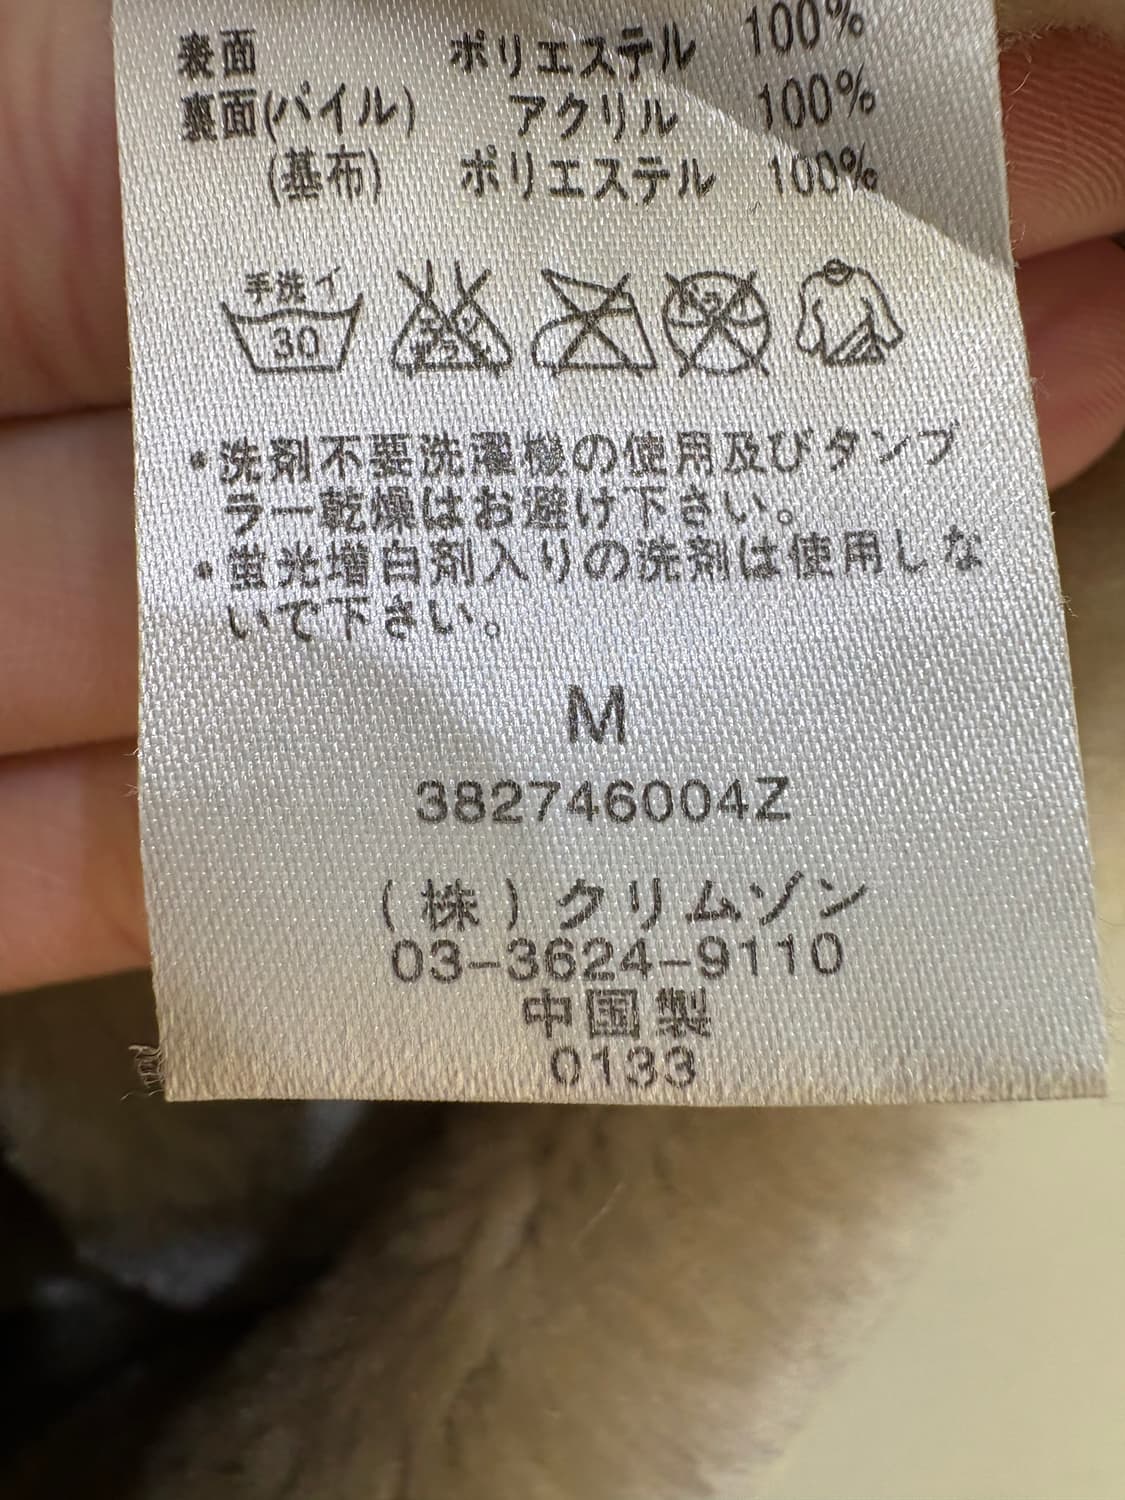 表面 ポリエステル 100%
裏面(パイル) アクリル 100%
(基布) ポリエステル 100%
手洗イ
30
・洗剤不要洗濯機の使用及びタンブ
ラー乾燥はお避け下さい。
・蛍光増白剤入りの洗剤は使用しな
いで下さい。
M
382746004Z
(株)クリムゾン
03-3624-9110
中国製
0133